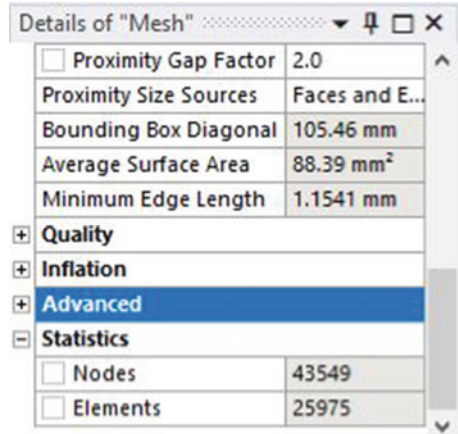 Details of "Mesh"
Proximity Gap Factor 2.0
Proximity Size Sources Faces and E...
Bounding Box Diagonal 105.46 mm
Average Surface Area 88.39 mm²
Minimum Edge Length 1.1541 mm
Quality
Inflation
Advanced
Statistics
Nodes 43549
Elements 25975